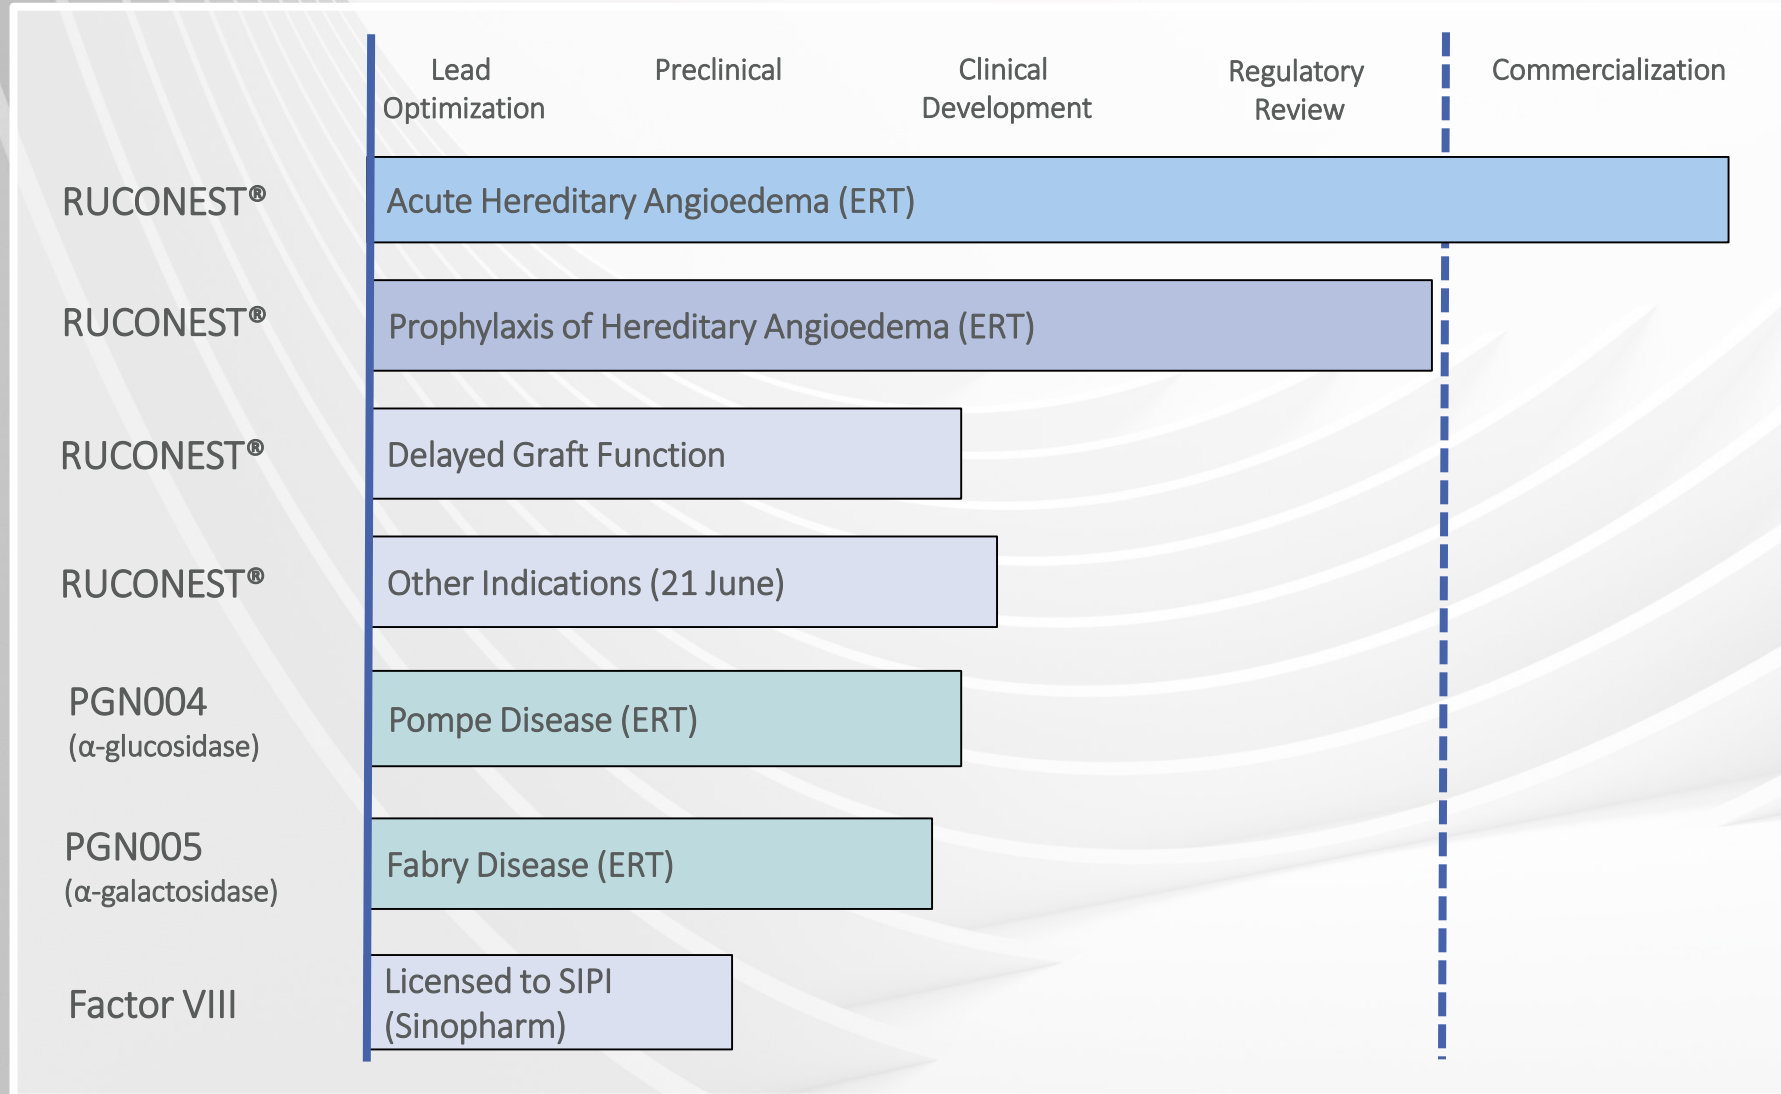 Lead
Optimization
Preclinical
Clinical
Development
Regulatory
Review
Commercialization
RUCONEST®
Acute Hereditary Angioedema (ERT)
RUCONEST®
Prophylaxis of Hereditary Angioedema (ERT)
RUCONEST®
Delayed Graft Function
RUCONEST®
Other Indications (21 June)
PGN004
(α-glucosidase)
Pompe Disease (ERT)
PGN005
(α-galactosidase)
Fabry Disease (ERT)
Factor VIII
Licensed to SIPI
(Sinopharm)